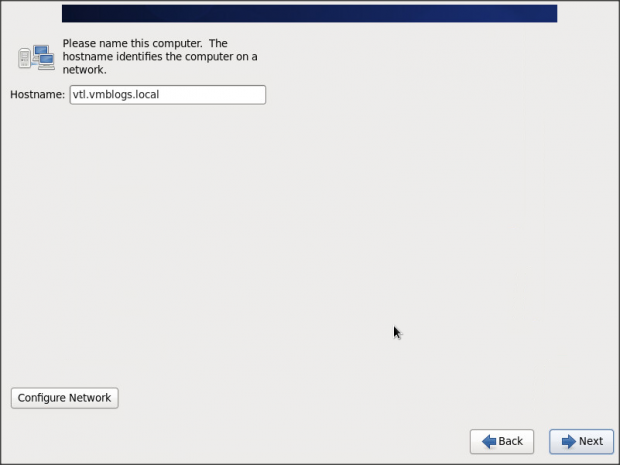 Please name this computer.  The
hostname identifies the computer on a
network.
Hostname: vtl.vmblogs.local
Configure Network
Back
Next